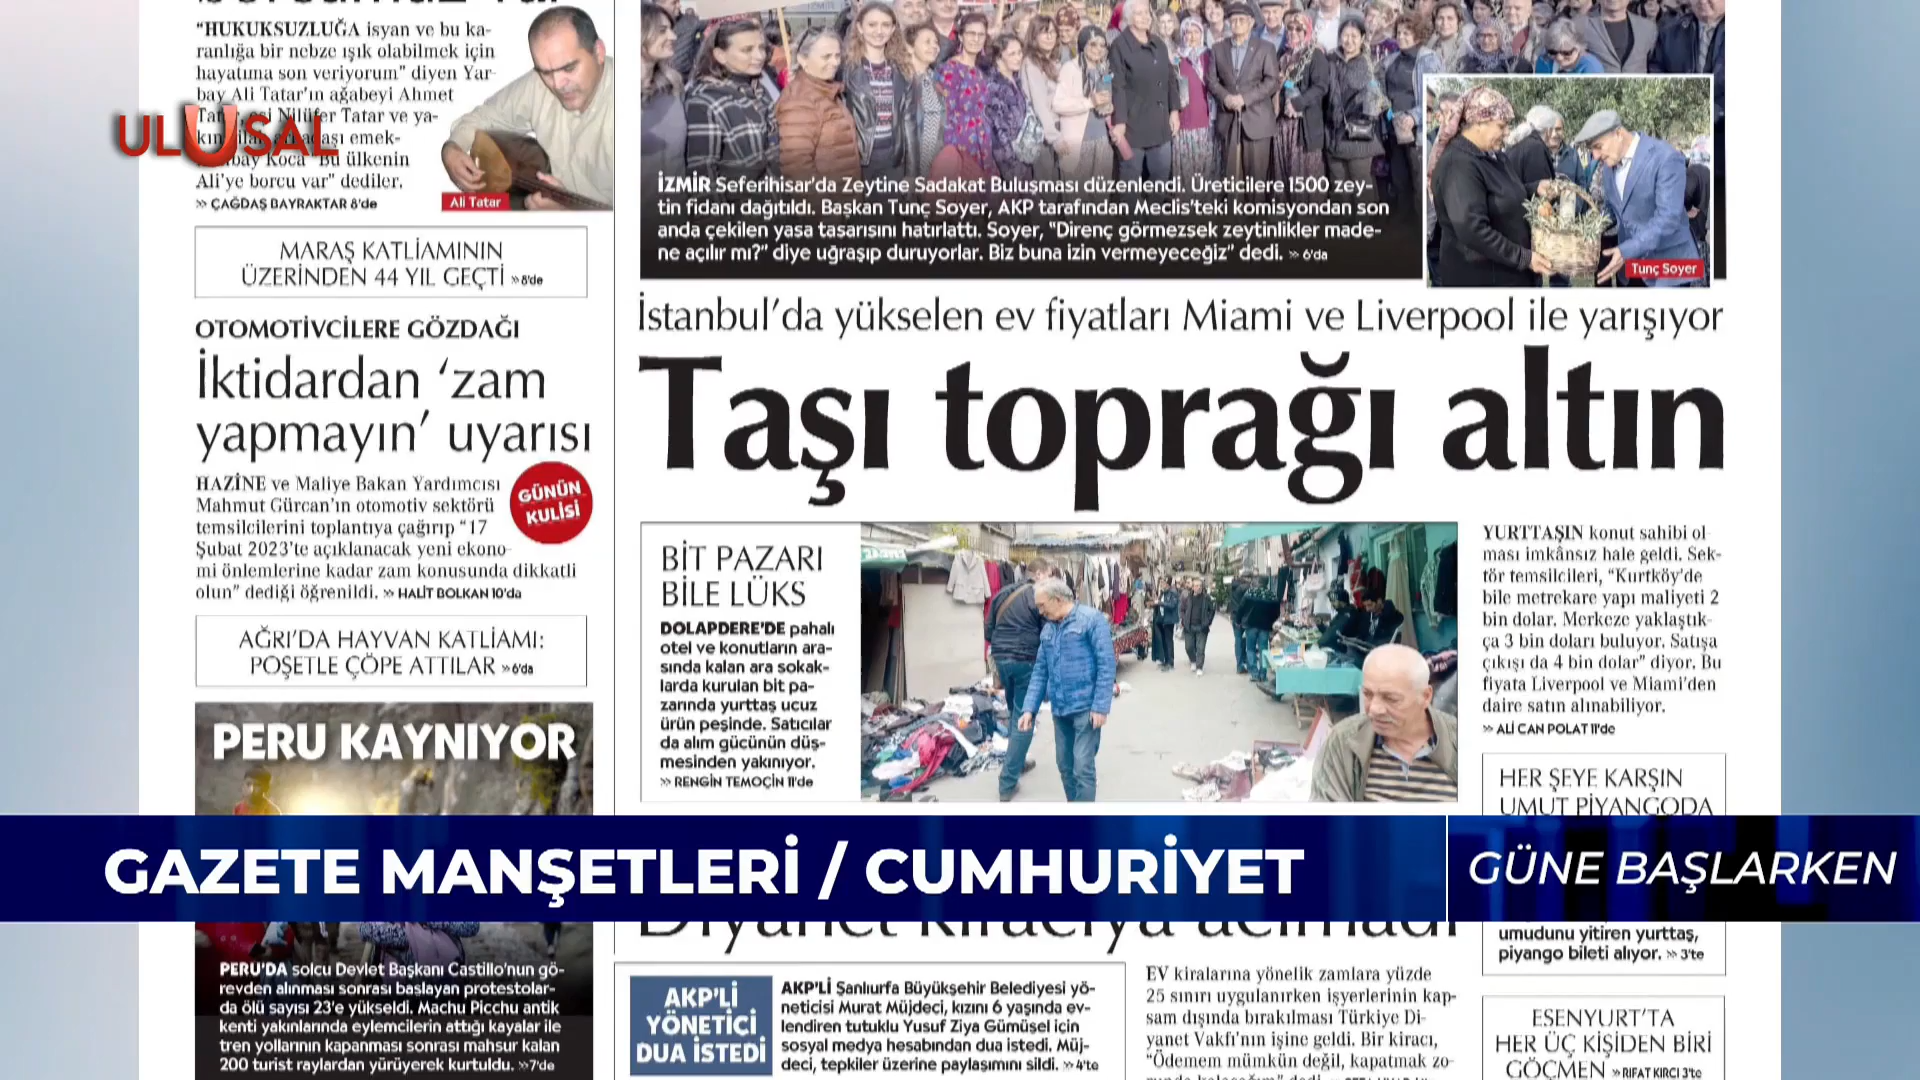 "HUKUKSUZLUĞA isyan ve bu ka-
ranlığa bir nebze ışık olabilmek için
hayatıma son veriyorum" diyen Yar-
bay Ali Tatar'ın ağabeyi Ahmet
Nilüfer Tatar ve ya-
emek-
Koca "Bu ülkenin
Ali'ye borcu var" dediler.
» ÇAĞDAŞ BAYRAKTAR 8'de
Ali Tatar
ULUSAL
MARAŞ KATLİAMININ
ÜZERİNDEN 44 YIL GEÇTİ » 8'de
OTOMOTİVCİLERE GÖZDAĞI
İktidardan 'zam
yapmayın' uyarısı
HAZİNE ve Maliye Bakan Yardımcısı
Mahmut Gürcan'ın otomotiv sektörü
temsilcilerini toplantıya çağırıp "17
Şubat 2023'te açıklanacak yeni ekono-
mi önlemlerine kadar zam konusunda dikkatli
olun" dediği öğrenildi. » HALİT BOLKAN 10'da
GÜNÜN
KULİSİ
AĞRI'DA HAYVAN KATLİAMI:
POŞETLE ÇÖPE ATTILAR » 6'da
PERU KAYNIYOR
PERU'DA solcu Devlet Başkanı Castillo'nun gö-
revden alınması sonrası başlayan protestolar-
da ölü sayısı 23'e yükseldi. Machu Picchu antik
kenti yakınlarında eylemcilerin attığı kayalar ile
tren yollarının kapanması sonrası mahsur kalan
200 turist raylardan yürüyerek kurtuldu. » 7'de
İZMİR Seferihisar'da Zeytine Sadakat Buluşması düzenlendi. Üreticilere 1500 zey-
tin fidanı dağıtıldı. Başkan Tunç Soyer, AKP tarafından Meclis'teki komisyondan son
anda çekilen yasa tasarısını hatırlattı. Soyer, "Direnç görmezsek zeytinlikler made-
ne açılır mı?" diye uğraşıp duruyorlar. Biz buna izin vermeyeceğiz" dedi. » 6'da
Tunç Soyer
İstanbul'da yükselen ev fiyatları Miami ve Liverpool ile yarışıyor
Taşı toprağı altın
BİT PAZARI
BİLE LÜKS
DOLAPDERE'DE pahalı
otel ve konutların ara-
sında kalan ara sokak-
larda kurulan bit pa-
zarında yurttaş ucuz
ürün peşinde. Satıcılar
da alım gücünün düş-
mesinden yakınıyor.
» RENGİN TEMOÇİN 11'de
YURTTAŞIN konut sahibi ol-
ması imkânsız hale geldi. Sek-
tör temsilcileri, "Kurtköy'de
bile metrekare yapı maliyeti 2
bin dolar. Merkeze yaklaştık-
ça 3 bin doları buluyor. Satışa
çıkışı da 4 bin dolar" diyor. Bu
fiyata Liverpool ve Miami'den
daire satın alınabiliyor.
» ALİ CAN POLAT 11'de
HER ŞEYE KARŞIN
UMUT PİYANGODA
GAZETE MANŞETLERİ / CUMHURİYET
GÜNE BAŞLARKEN
umudunu yitiren yurttaş,
piyango bileti alıyor. » 3'te
Diyanet kiracıya acımadı
AKP'Lİ
YÖNETİCİ
DUA İSTEDİ
AKP'Lİ Şanlıurfa Büyükşehir Belediyesi yö-
neticisi Murat Müjdeci, kızını 6 yaşında ev-
lendiren tutuklu Yusuf Ziya Gümüşel için
sosyal medya hesabından dua istedi. Müj-
deci, tepkiler üzerine paylaşımını sildi. » 4'te
EV kiralarına yönelik zamlara yüzde
25 sınırı uygulanırken işyerlerinin kap-
sam dışında bırakılması Türkiye Di-
yanet Vakfı'nın işine geldi. Bir kiracı,
"Ödemem mümkün değil, kapatmak zo-
ESENYURT'TA
HER ÜÇ KİŞİDEN BİRİ
GÖÇMEN » RIFAT KIRCI 3'te